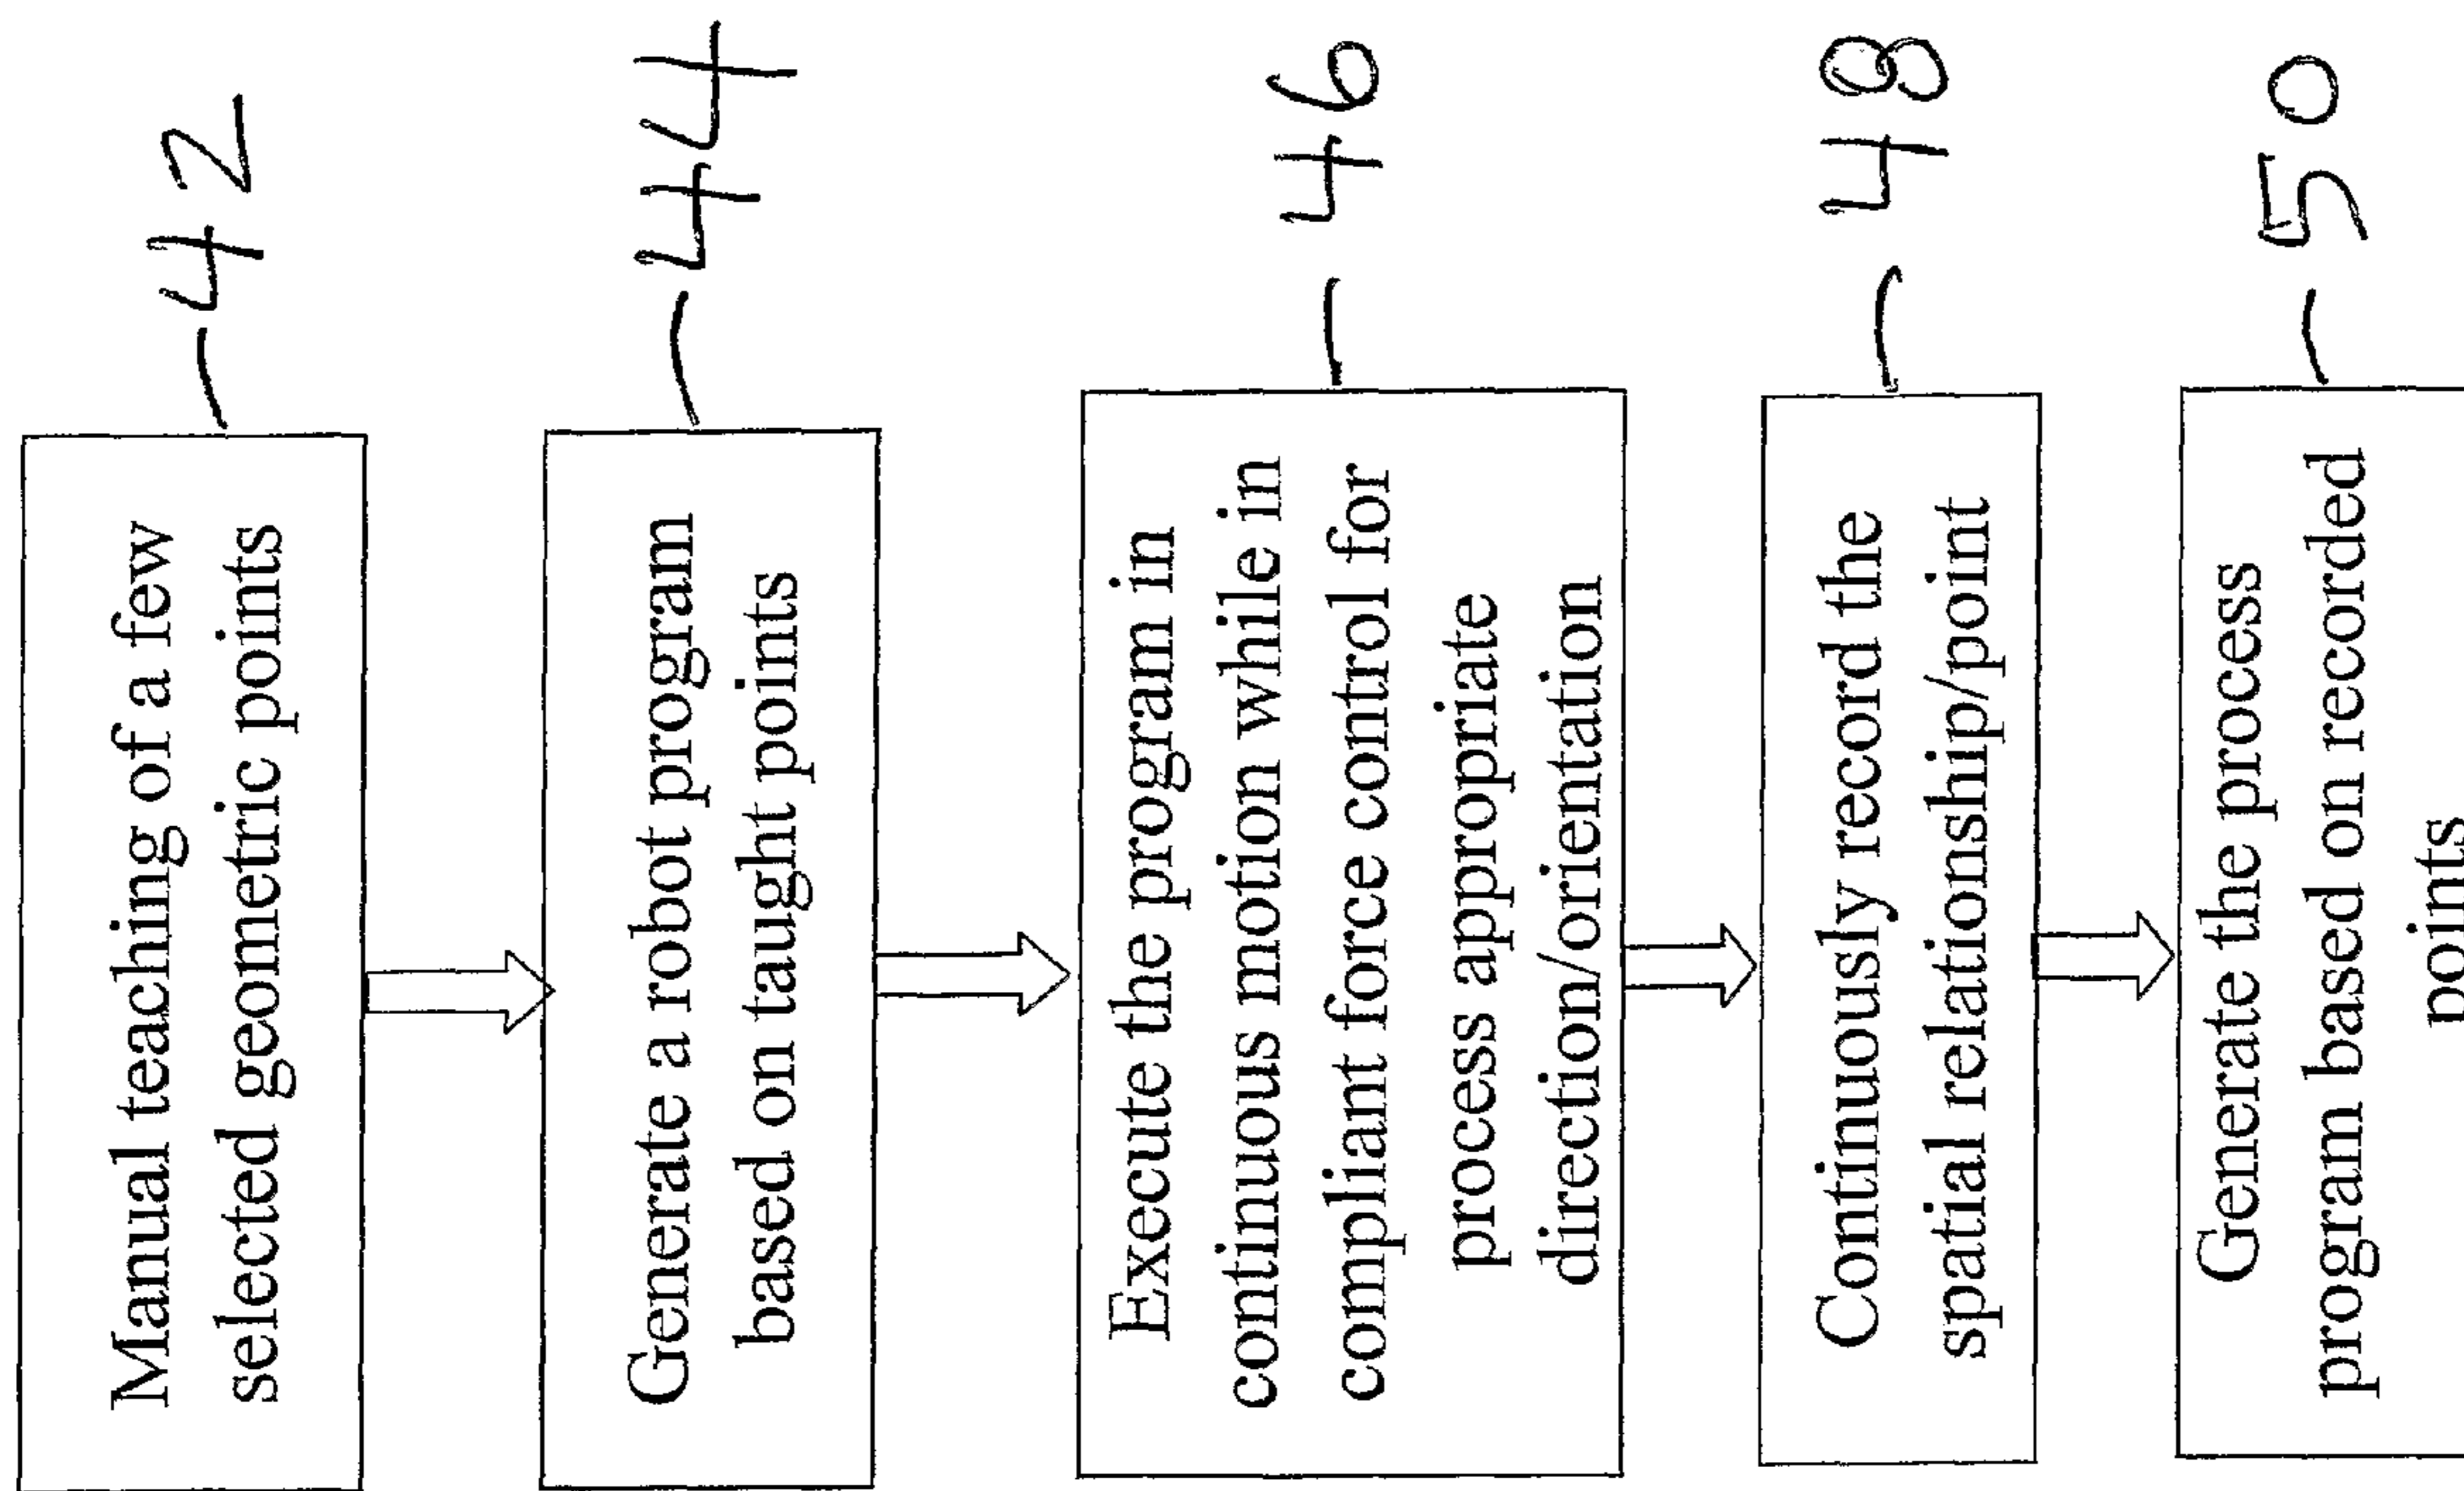 Manual teaching of a few
selected geometric points
42
Generate a robot program
based on taught points
44
Execute the program in
continuous motion while in
compliant force control for
process appropriate
direction/orientation
46
Continuously record the
spatial relationship/point
48
Generate the process
program based on recorded
points
50